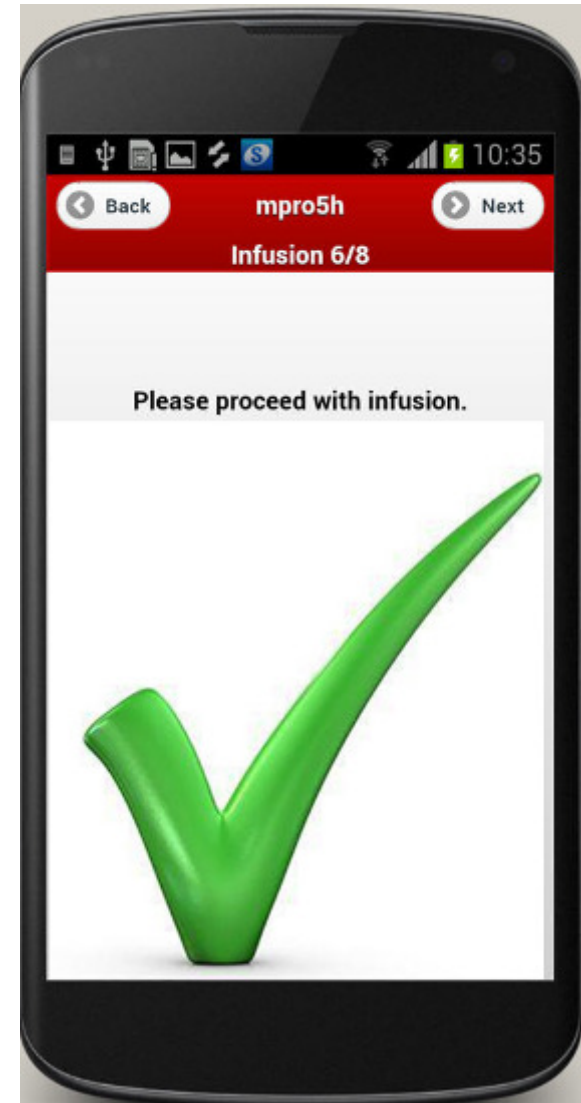 10:35
Back
mpro5h
Next
Infusion 6/8
Please proceed with infusion.